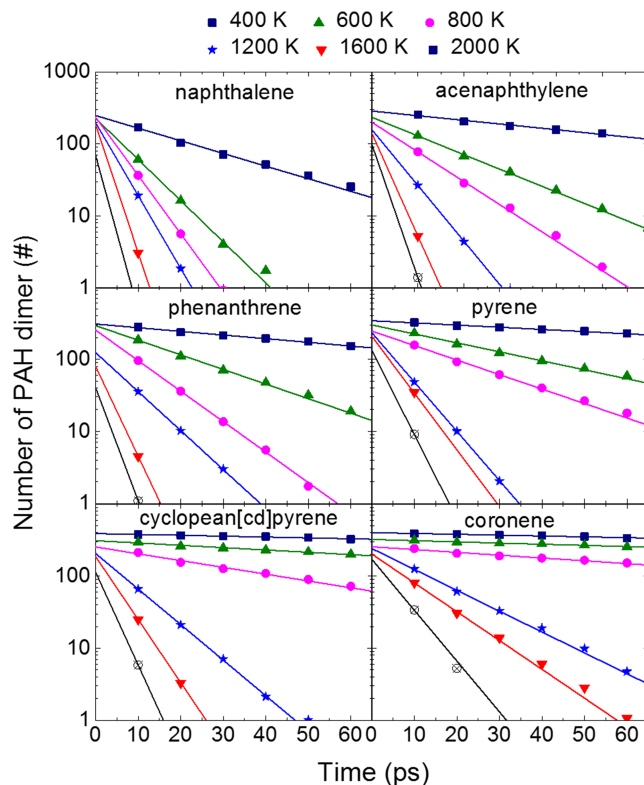 400 K 600 K 800 K
1200 K 1600 K 2000 K
Number of PAH dimer (#)
1000
100
10
1
naphthalene
acenaphthylene
100
10
1
phenanthrene
pyrene
100
10
1
cyclopean[cd]pyrene
coronene
0 10 20 30 40 50 60 0 10 20 30 40 50 60
Time (ps)